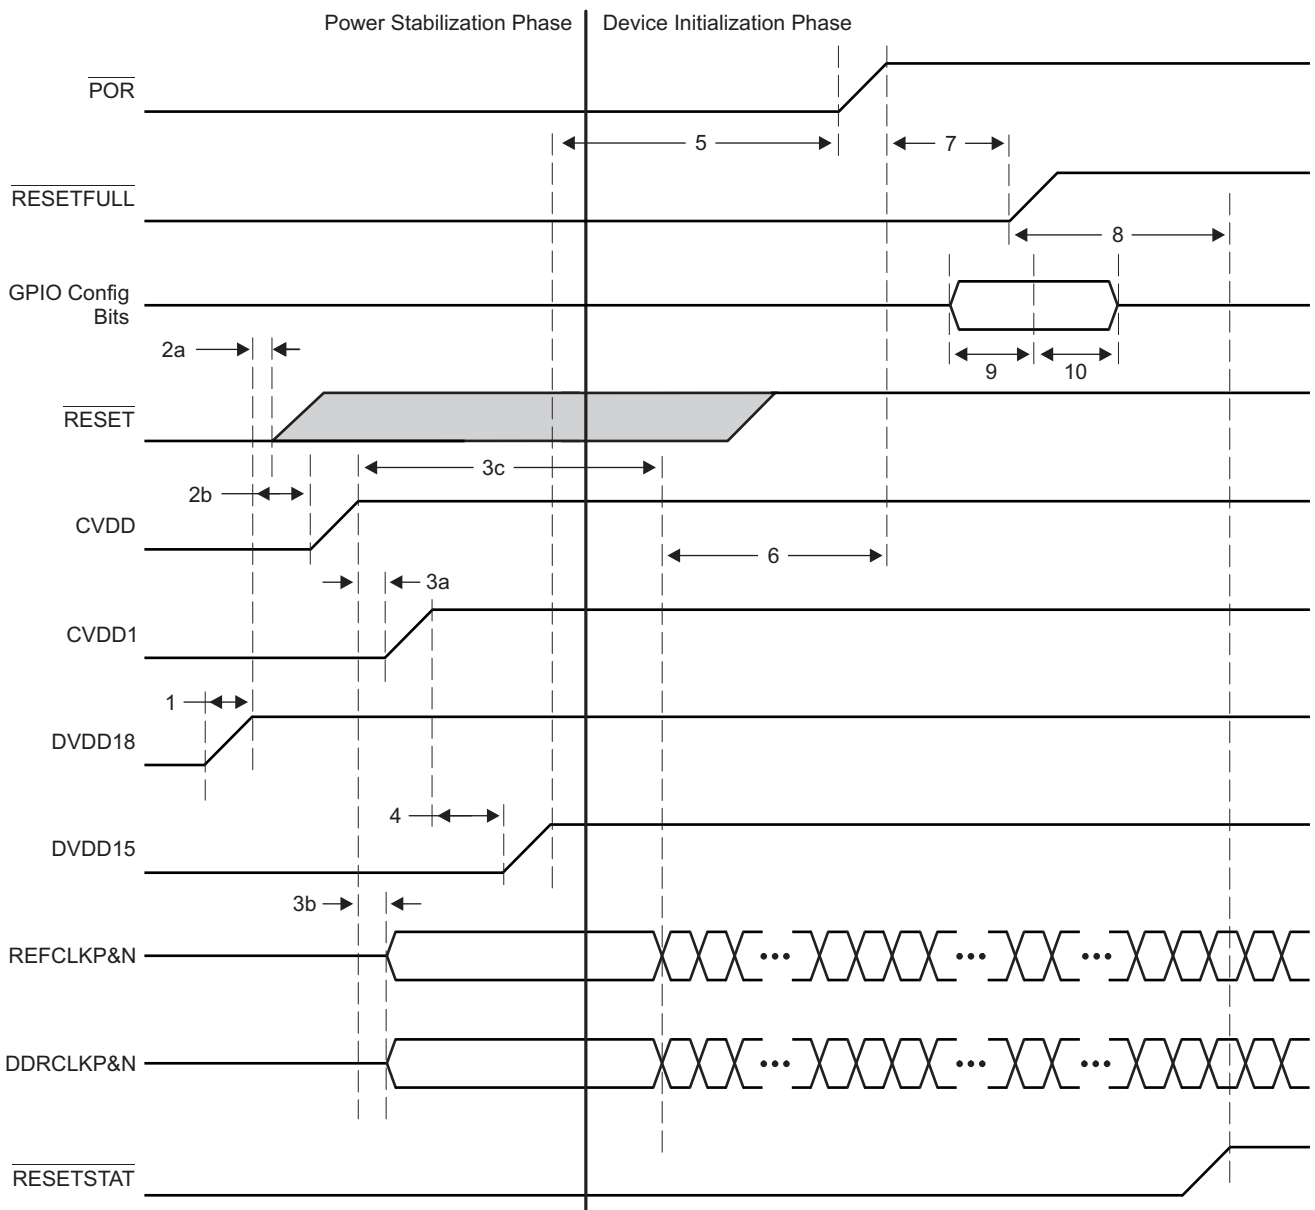 Power Stabilization Phase
Device Initialization Phase
POR
5
7
RESETFULL
8
GPIO Config
Bits
2a
9
10
RESET
3c
2b
CVDD
6
3a
CVDD1
1
DVDD18
4
DVDD15
3b
REFCLKP&N
DDRCLKP&N
RESETSTAT